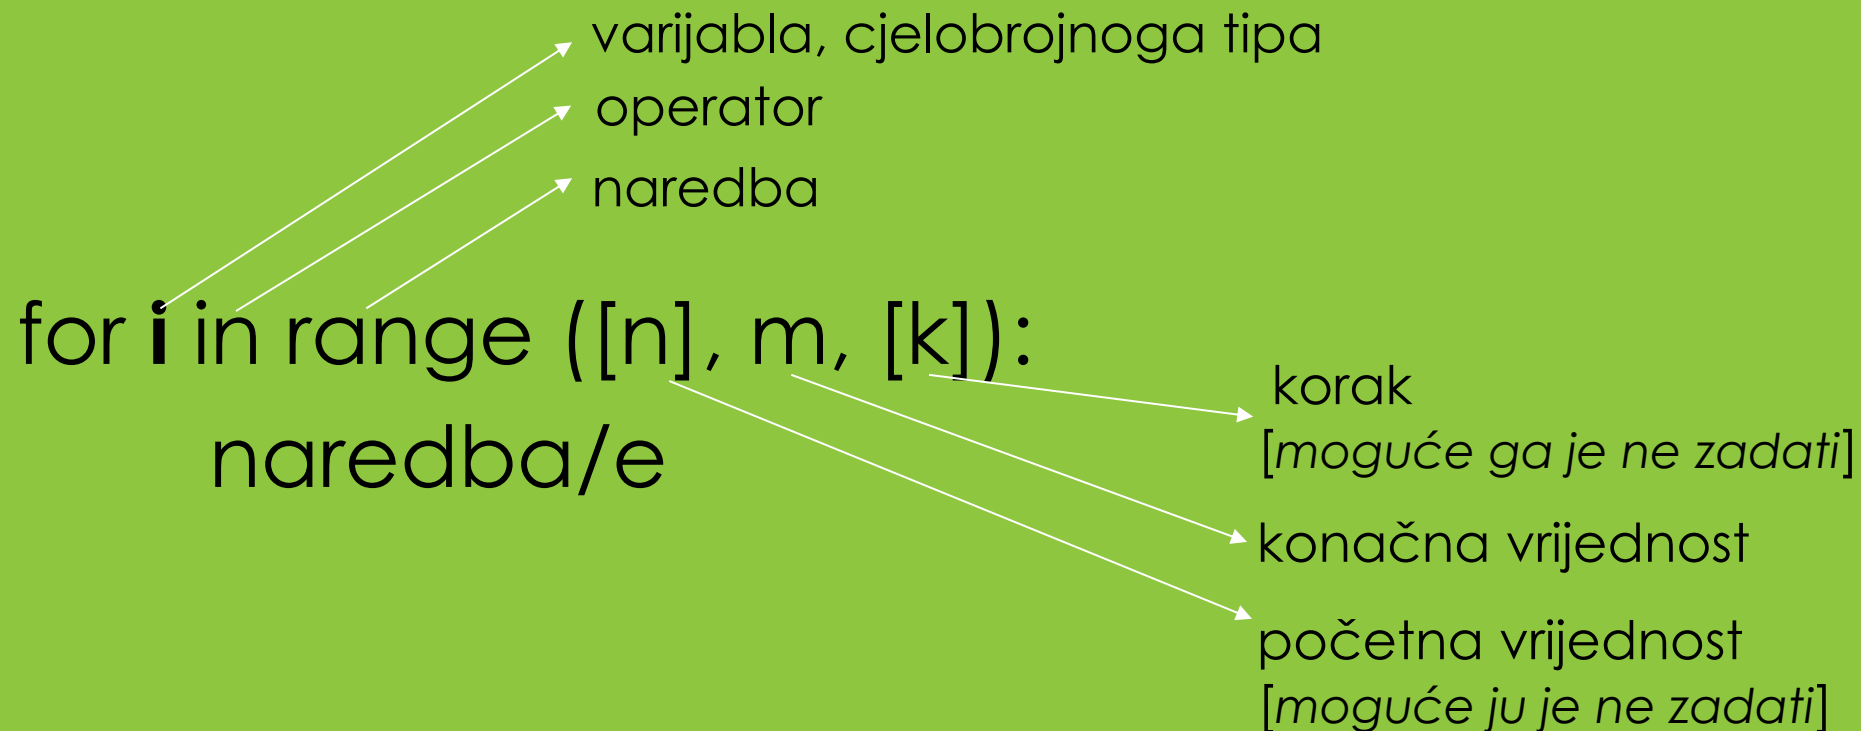 varijabla, cjelobrojnoga tipa
operator
naredba
for i in range ([n], m, [k]):
naredba/e
korak
[moguće ga je ne zadati]
konačna vrijednost
početna vrijednost
[moguće ju je ne zadati]